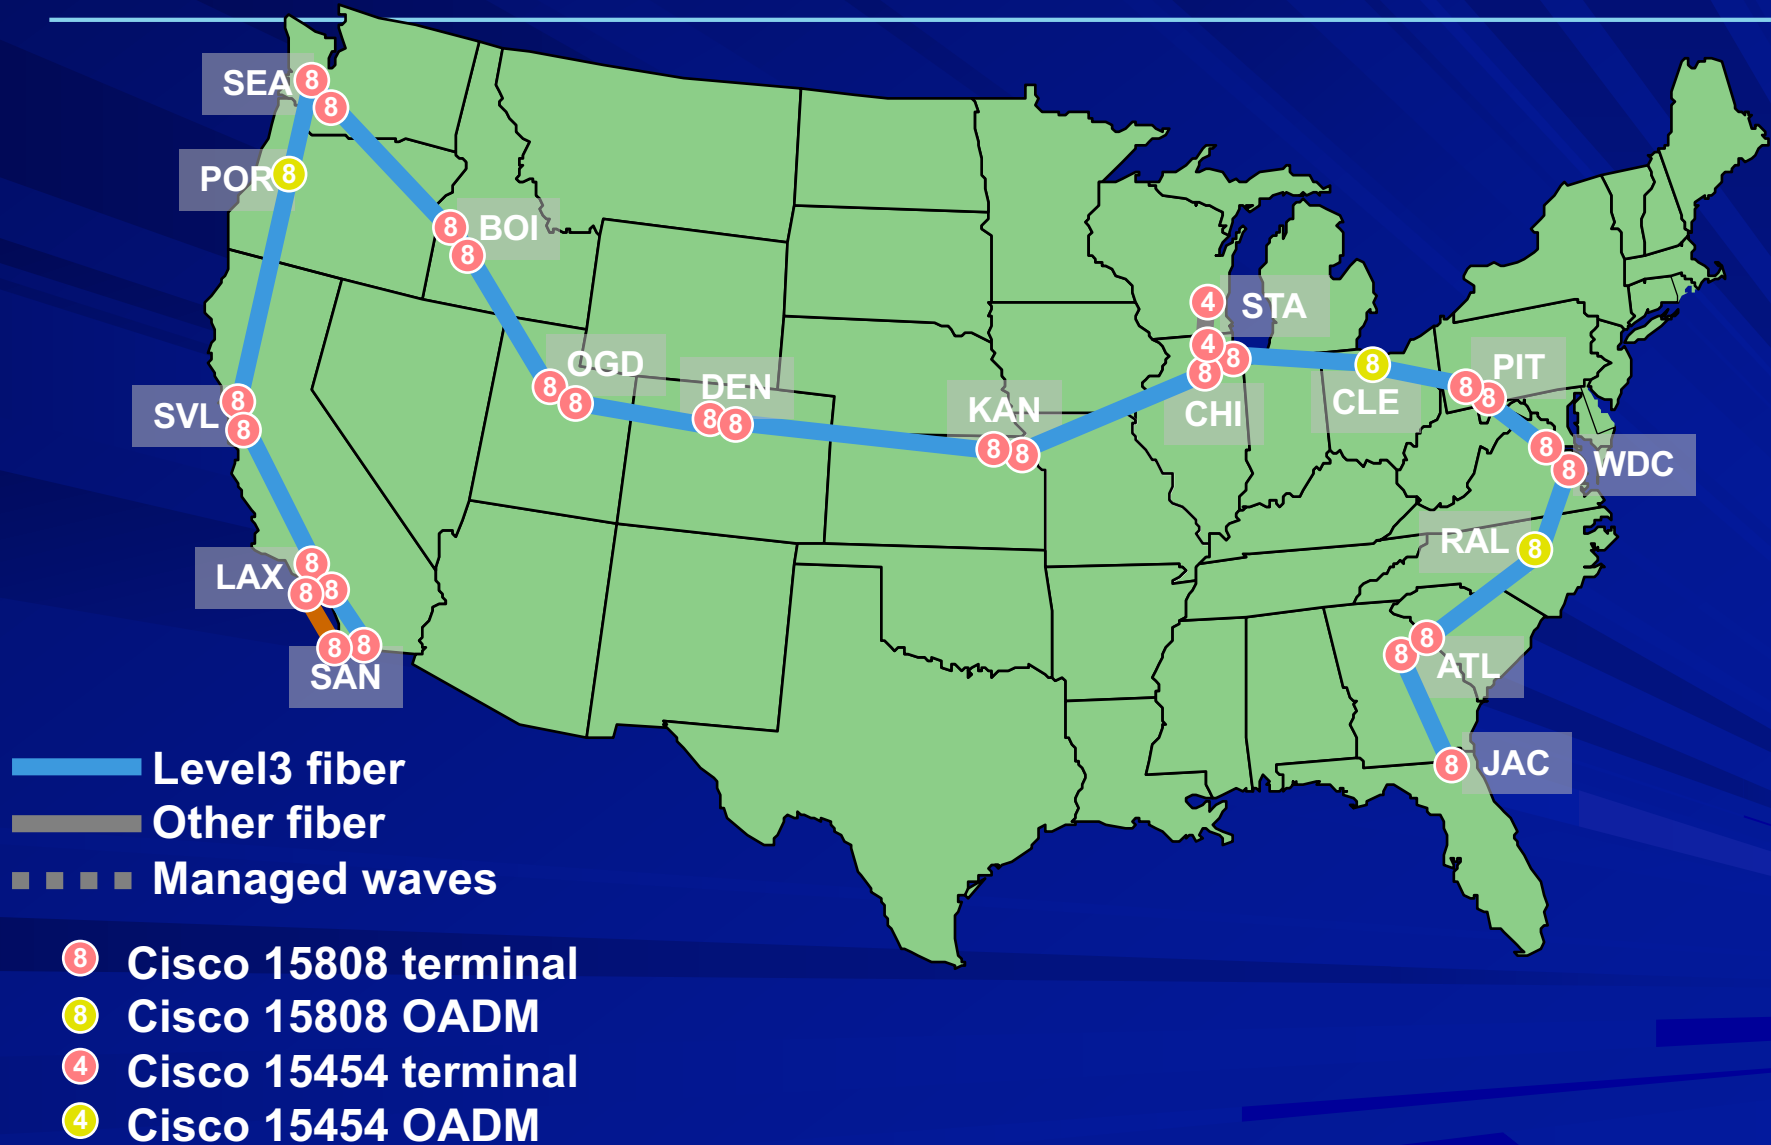 SEA 8
8
POR 8
8 BOI
8
4 STA
4
8
8
CHI
OGD
8
8
DEN
8 8
KAN
8 8
8
CLE
PIT
8
8
8
8 WDC
SVL 8
8
RAL 8
LAX 8
8
8
8 8
SAN
8
8
ATL
8 JAC
Level3 fiber
Other fiber
Managed waves
8 Cisco 15808 terminal
8 Cisco 15808 OADM
4 Cisco 15454 terminal
4 Cisco 15454 OADM